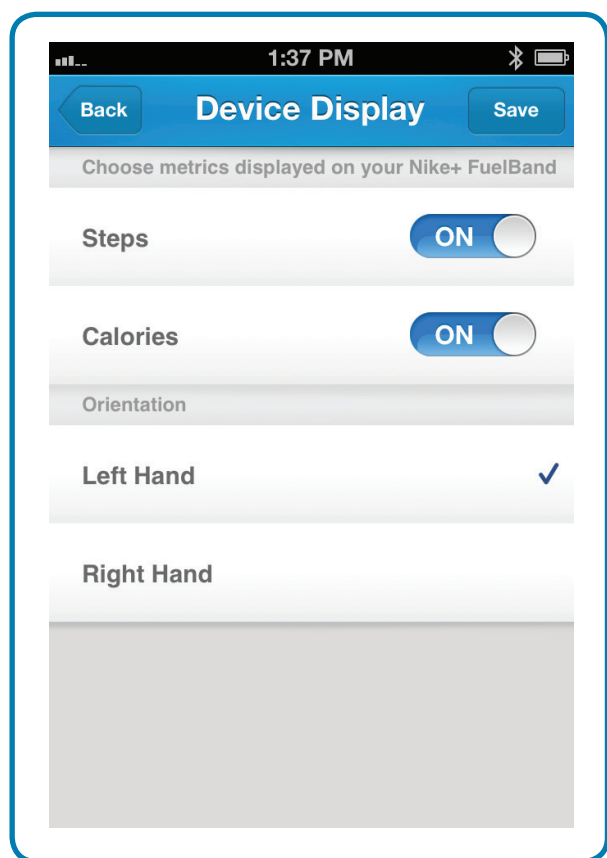 1:37 PM
Back
Device Display
Save
Choose metrics displayed on your Nike+ FuelBand
Steps
ON
Calories
ON
Orientation
Left Hand
Right Hand